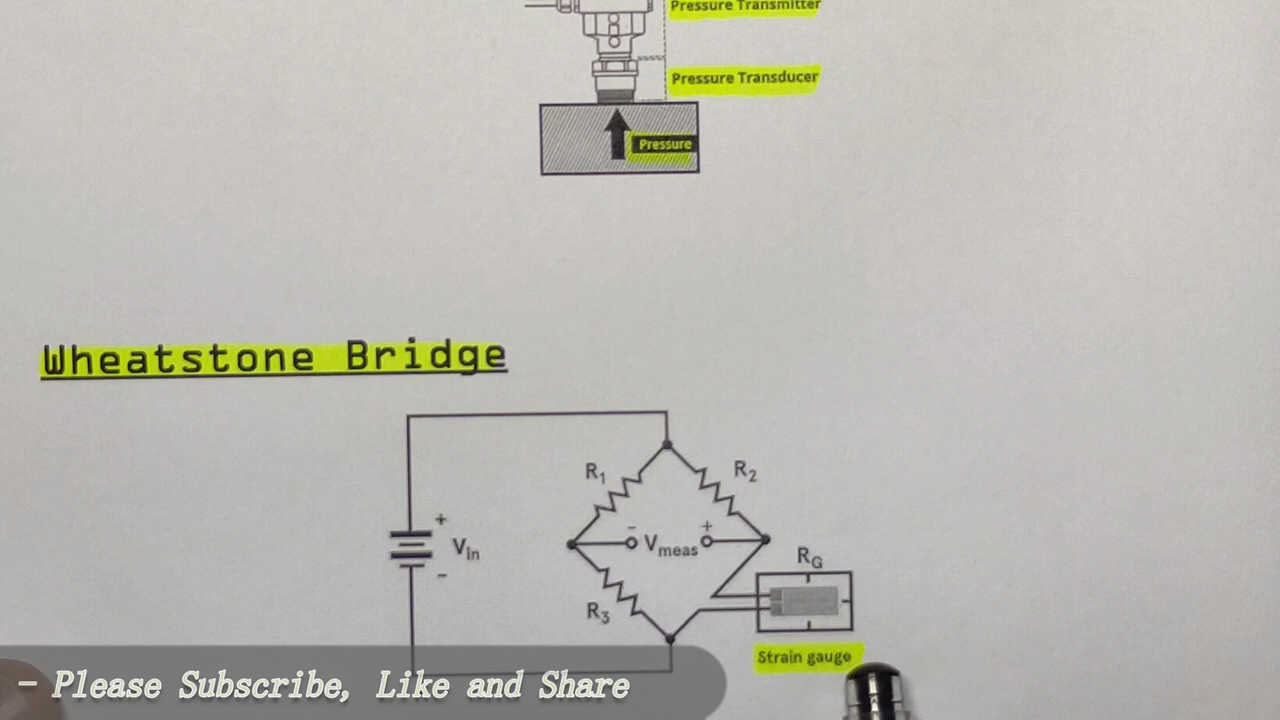 Pressure Transmitter
Pressure Transducer
Pressure
Wheatstone Bridge
R1
R2
+
Vin
-
-
Vmeas
+
RG
R3
Strain gauge
- Please Subscribe, Like and Share